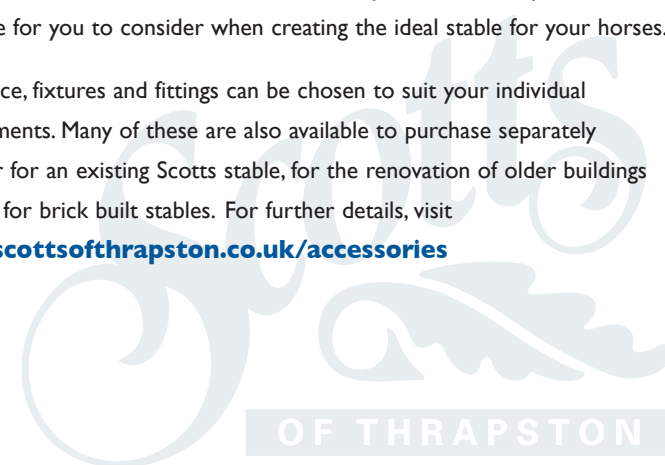 e for you to consider when creating the ideal stable for your horses.
ce, fixtures and fittings can be chosen to suit your individual
ments. Many of these are also available to purchase separately
r for an existing Scotts stable, for the renovation of older buildings
for brick built stables. For further details, visit
scottsofthrapston.co.uk/accessories
Scotts
OF THRAPSTON